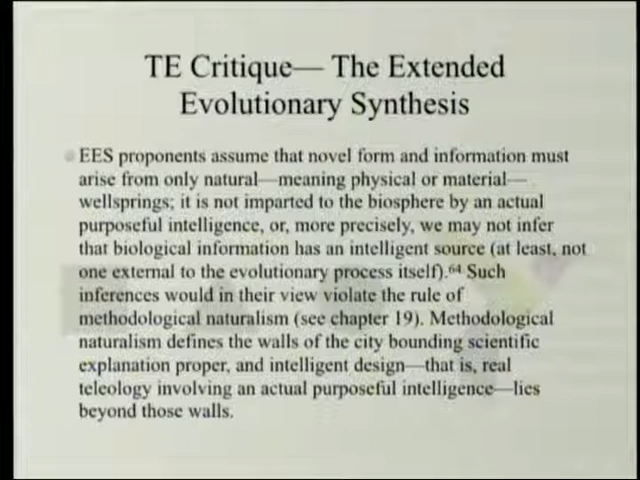 TE Critique— The Extended
Evolutionary Synthesis
EES proponents assume that novel form and information must
arise from only natural—meaning physical or material—
wellsprings; it is not imparted to the biosphere by an actual
purposeful intelligence, or, more precisely, we may not infer
that biological information has an intelligent source (at least, not
one external to the evolutionary process itself).⁶⁴ Such
inferences would in their view violate the rule of
methodological naturalism (see chapter 19). Methodological
naturalism defines the walls of the city bounding scientific
explanation proper, and intelligent design—that is, real
teleology involving an actual purposeful intelligence—lies
beyond those walls.